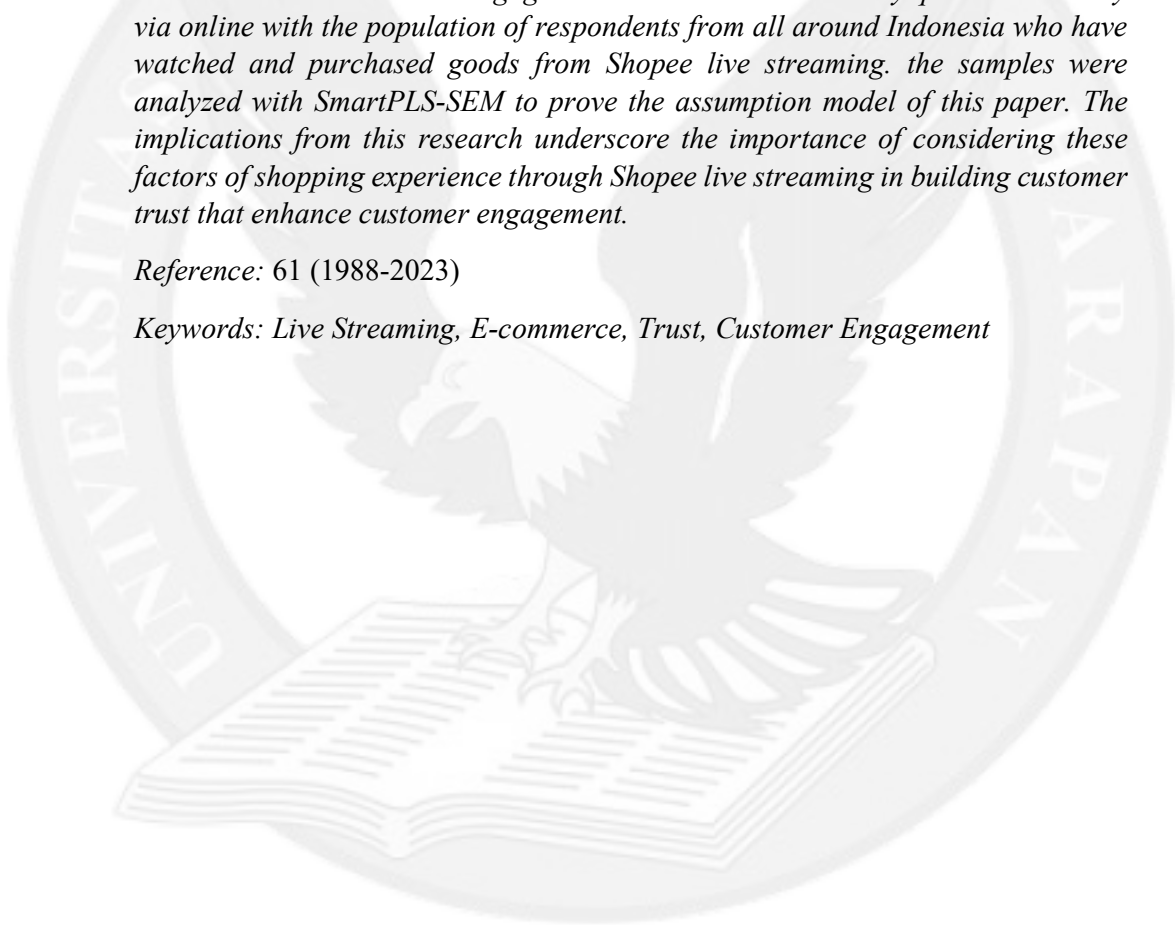 via online with the population of respondents from all around Indonesia who have
watched and purchased goods from Shopee live streaming. the samples were
analyzed with SmartPLS-SEM to prove the assumption model of this paper. The
implications from this research underscore the importance of considering these
factors of shopping experience through Shopee live streaming in building customer
trust that enhance customer engagement.
Reference: 61 (1988-2023)
Keywords: Live Streaming, E-commerce, Trust, Customer Engagement
UNIVERSITAS
HARAPAN